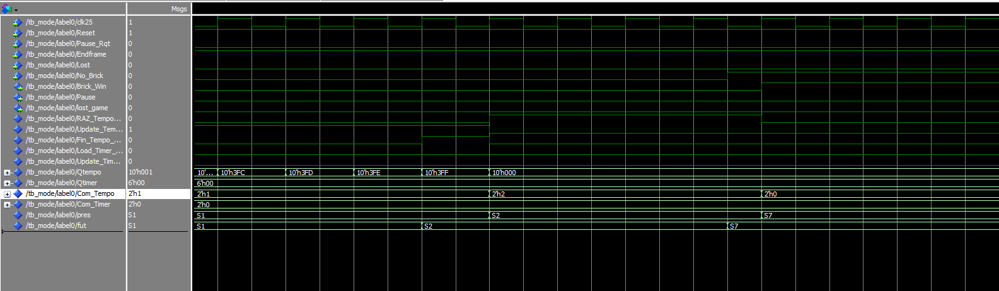 Msgs
/tb_mode/label0/clk25 1
/tb_mode/label0/Reset 1
/tb_mode/label0/Pause_Rqt 0
/tb_mode/label0/Endframe 0
/tb_mode/label0/Lost 0
/tb_mode/label0/No_Brick 0
/tb_mode/label0/Brick_Win 0
/tb_mode/label0/Pause 0
/tb_mode/label0/lost_game 0
/tb_mode/label0/RAZ_Tempo... 0
/tb_mode/label0/Update_Tem... 1
/tb_mode/label0/Fin_Tempo_... 0
/tb_mode/label0/Load_Timer_... 0
/tb_mode/label0/Update_Tim... 0
/tb_mode/label0/Qtempo 10'h001 10'... 10'h3FC 10'h3FD 10'h3FE 10'h3FF 10'h000
/tb_mode/label0/Qtimer 6'h00 6'h00
/tb_mode/label0/Com_Tempo 2'h1 2'h1 2'h2 2'h0
/tb_mode/label0/Com_Timer 2'h0 2'h0
/tb_mode/label0/pres S1 S1 S2 S7
/tb_mode/label0/fut S1 S1 S2 S7